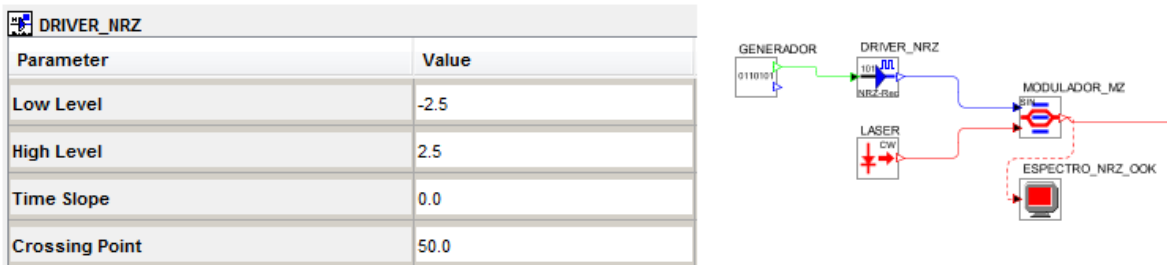 DRIVER_NRZ
Parameter Value
Low Level -2.5
High Level 2.5
Time Slope 0.0
Crossing Point 50.0
GENERADOR
0110101
DRIVER_NRZ
101
NRZ-Rec
LASER
CW
MODULADOR_MZ
SIN
ESPECTRO_NRZ_OOK